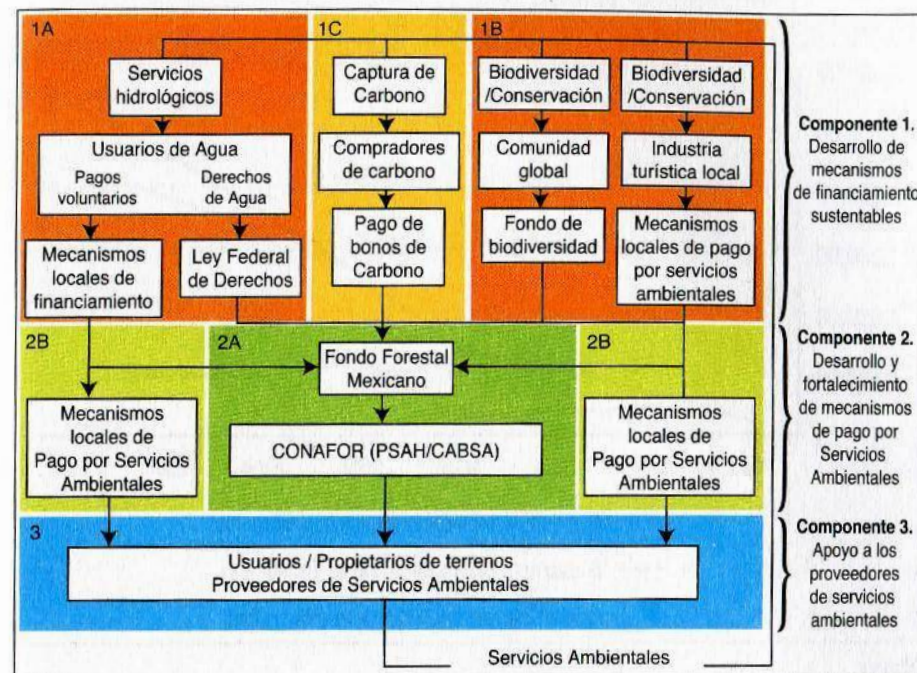 1A
1C
1B
Servicios
hidrológicos
Captura de
Carbono
Biodiversidad
/Conservación
Biodiversidad
/Conservación
Usuarios de Agua
Pagos
voluntarios
Derechos
de Agua
Compradores
de carbono
Comunidad
global
Industria
turística local
Mecanismos
locales de
financiamiento
Ley Federal
de Derechos
Pago de
bonos de
Carbono
Fondo de
biodiversidad
Mecanismos
locales de pago
por servicios
ambientales
Componente 1.
Desarrollo de
mecanismos
de financiamiento
sustentables
2B
2A
2B
Fondo Forestal
Mexicano
Mecanismos
locales de
Pago por Servicios
Ambientales
CONAFOR (PSAH/CABSA)
Mecanismos
locales de
Pago por Servicios
Ambientales
Componente 2.
Desarrollo y
fortalecimiento
de mecanismos
de pago por
Servicios
Ambientales
3
Usuarios / Propietarios de terrenos
Proveedores de Servicios Ambientales
Componente 3.
Apoyo a los
proveedores
de servicios
ambientales
Servicios Ambientales